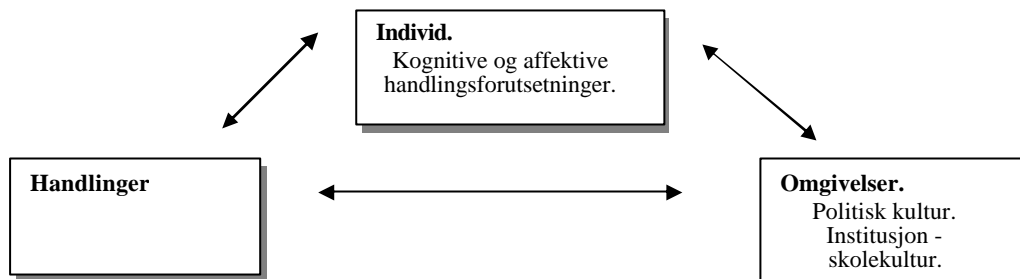 Individ.
Kognitive og affektive
handlingsforutsetninger.
Handlinger
Omgivelser.
Politisk kultur.
Institusjon -
skolekultur.